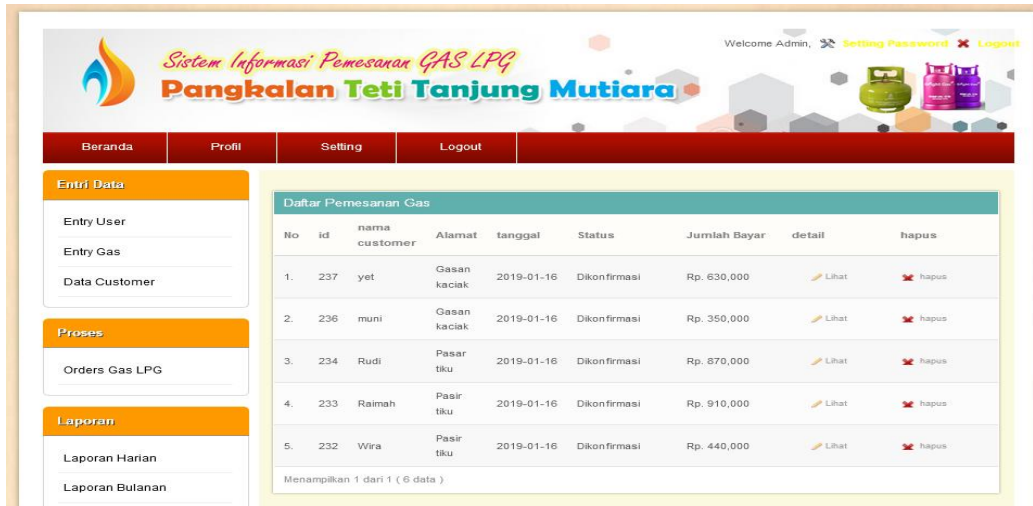 Welcome Admin, Setting Password Logout
Sistem Informasi Pemesanan GAS LPG
Pangkalan Teti Tanjung Mutiara
Beranda Profil Setting Logout
Entri Data
Entry User
Entry Gas
Data Customer
Proses
Orders Gas LPG
Laporan
Laporan Harian
Laporan Bulanan
Daftar Pemesanan Gas
No id nama customer Alamat tanggal Status Jumlah Bayar detail hapus
1. 237 yet Gasan kaciak 2019-01-16 Dikonfirmasi Rp. 630,000 Lihat hapus
2. 236 muni Gasan kaciak 2019-01-16 Dikonfirmasi Rp. 350,000 Lihat hapus
3. 234 Rudi Pasar tiku 2019-01-16 Dikonfirmasi Rp. 870,000 Lihat hapus
4. 233 Raimah Pasir tiku 2019-01-16 Dikonfirmasi Rp. 910,000 Lihat hapus
5. 232 Wira Pasir tiku 2019-01-16 Dikonfirmasi Rp. 440,000 Lihat hapus
Menampilkan 1 dari 1 ( 6 data )